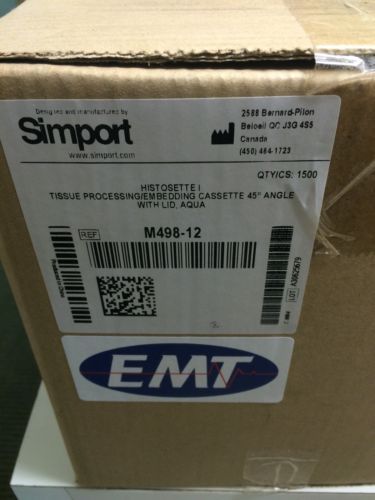 Designed and manufactured by
Simport
www.simport.com
2588 Bernard-Pilon
Beloeil QC J3G 4S5
Canada
(450) 464-1723
QTY/CS: 1500
HISTOSETTE I
TISSUE PROCESSING/EMBEDDING CASSETTE 45° ANGLE
WITH LID, AQUA
REF M498-12
LOT A30625679
EMT